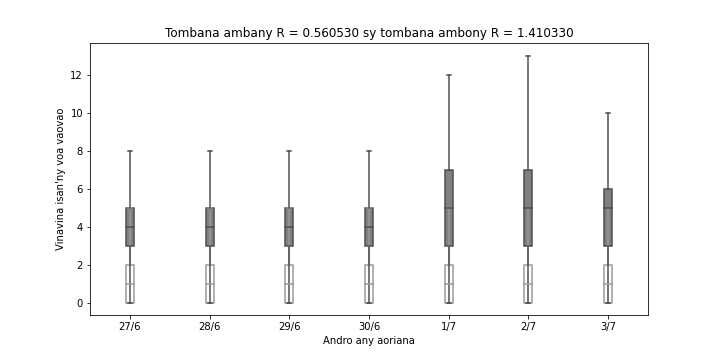 Tombana ambany R = 0.560530 sy tombana ambony R = 1.410330
Vinavina isan'ny voa vaovao
12
10
8
6
4
2
0
27/6 28/6 29/6 30/6 1/7 2/7 3/7
Andro any aoriana